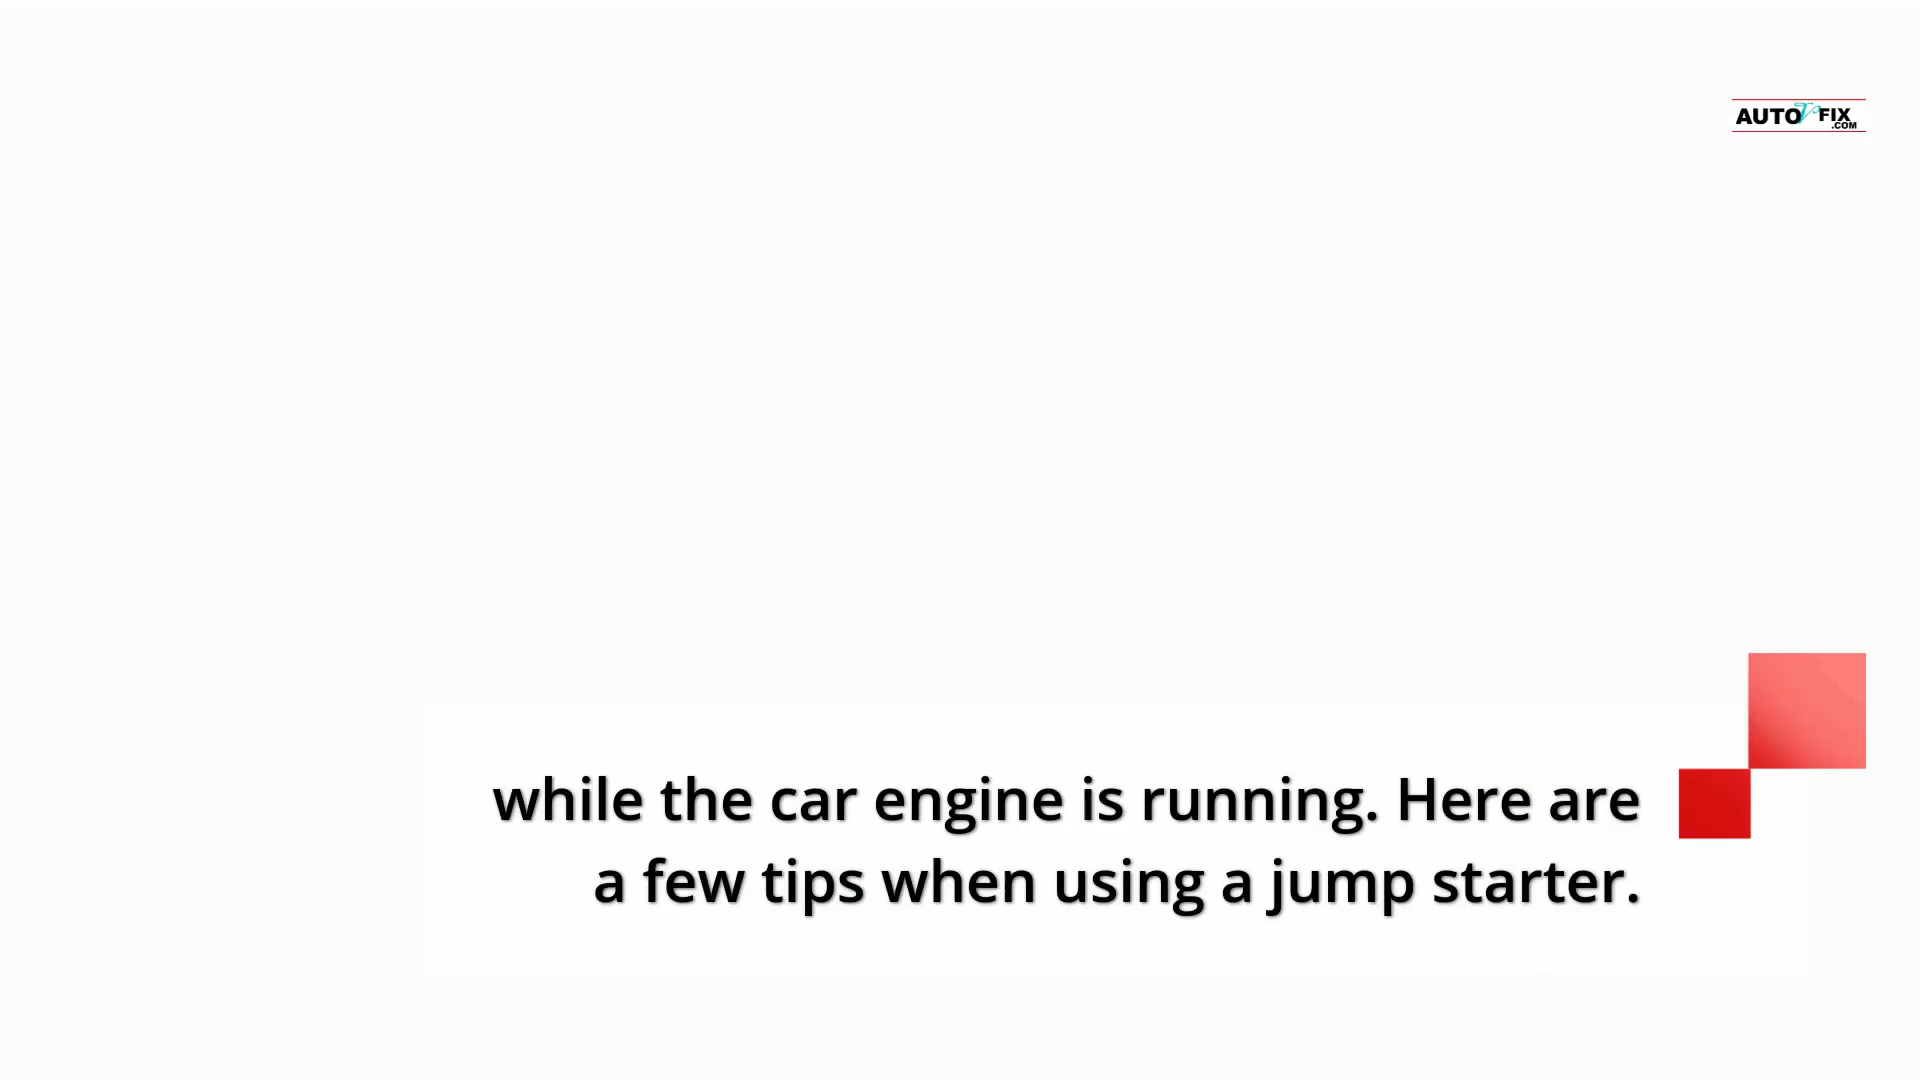 AUTO FIX
.COM
while the car engine is running. Here are
a few tips when using a jump starter.